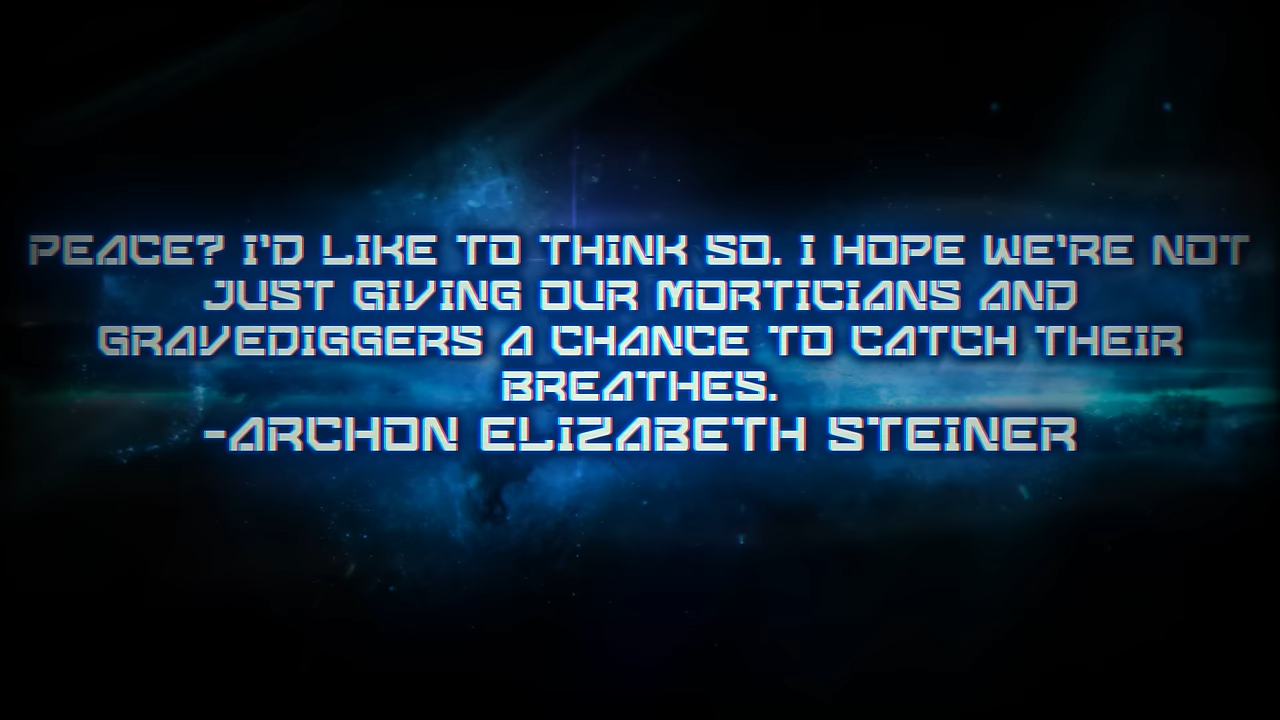 PEACE? I'D LIKE TO THINK SO. I HOPE WE'RE NOT
JUST GIVING OUR MORTICIANS AND
GRAVEDIGGERS A CHANCE TO CATCH THEIR
BREATHES.
-ARCHON ELIZABETH STEINER